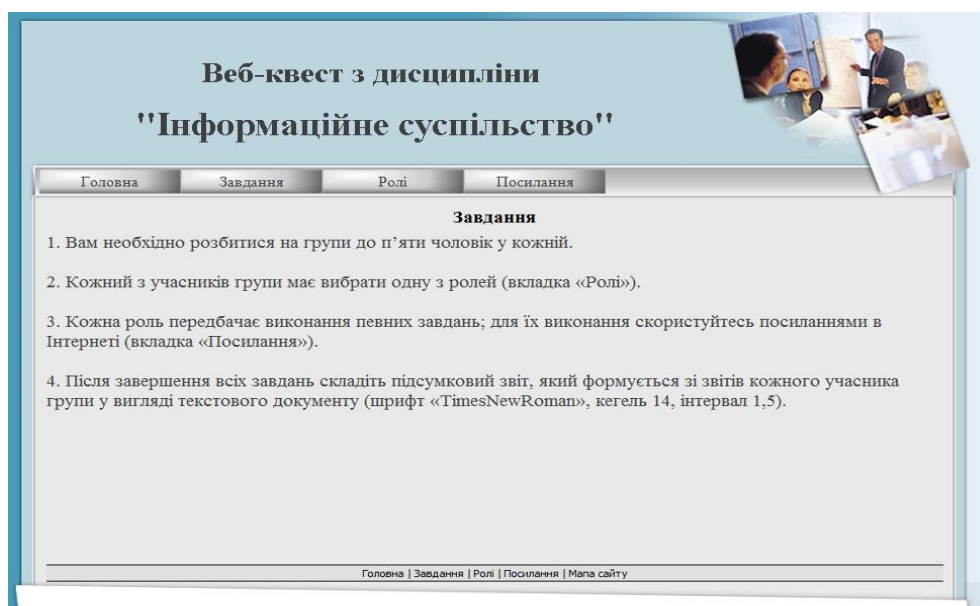 Веб-квест з дисципліни
''Інформаційне суспільство''
Головна Завдання Ролі Посилання
Завдання
1. Вам необхідно розбитися на групи до п’яти чоловік у кожній.
2. Кожний з учасників групи має вибрати одну з ролей (вкладка «Ролі»).
3. Кожна роль передбачає виконання певних завдань; для їх виконання скористуйтесь посиланнями в
Інтернеті (вкладка «Посилання»).
4. Після завершення всіх завдань складіть підсумковий звіт, який формується зі звітів кожного учасника
групи у вигляді текстового документу (шрифт «TimesNewRoman», кегель 14, інтервал 1,5).
Головна | Завдання | Ролі | Посилання | Мапа сайту